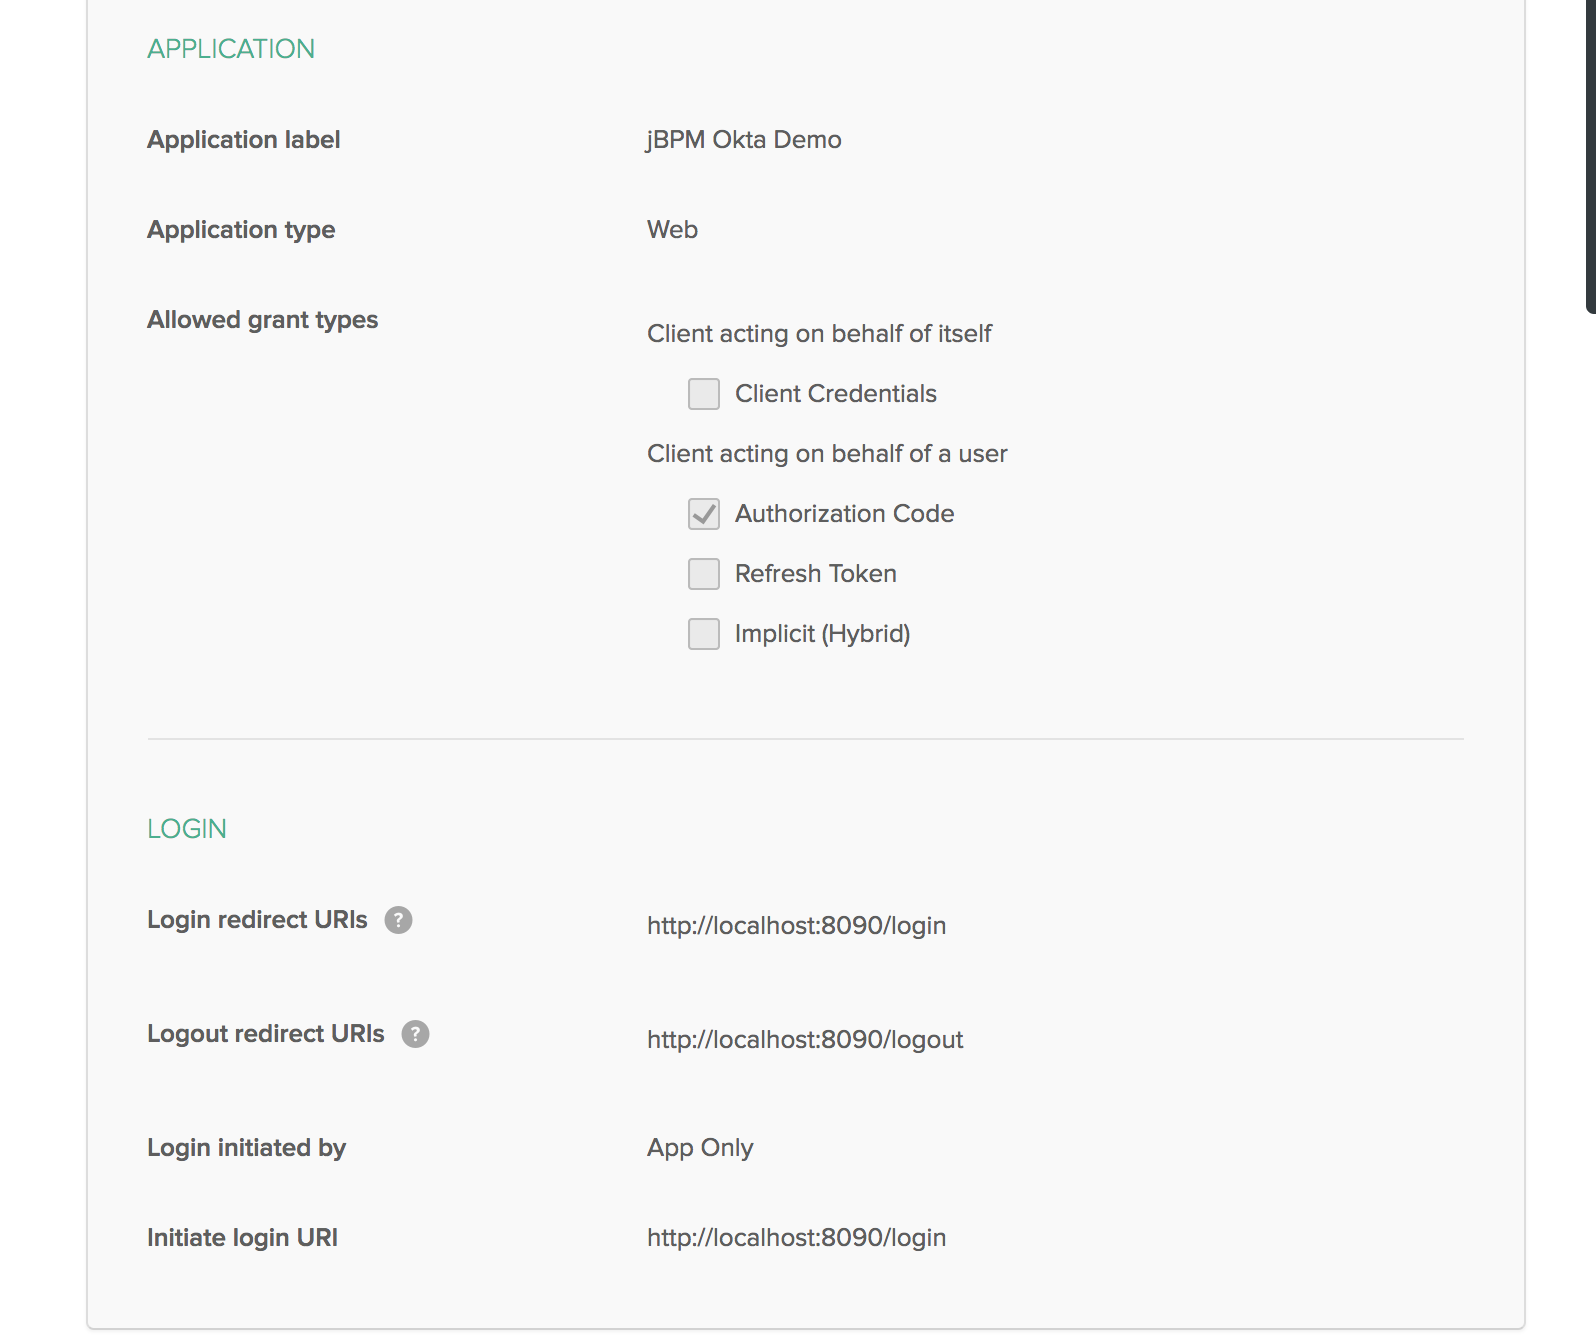 APPLICATION
Application label
jBPM Okta Demo
Application type
Web
Allowed grant types
Client acting on behalf of itself
Client Credentials
Client acting on behalf of a user
Authorization Code
Refresh Token
Implicit (Hybrid)
LOGIN
Login redirect URIs ?
http://localhost:8090/login
Logout redirect URIs ?
http://localhost:8090/logout
Login initiated by
App Only
Initiate login URI
http://localhost:8090/login